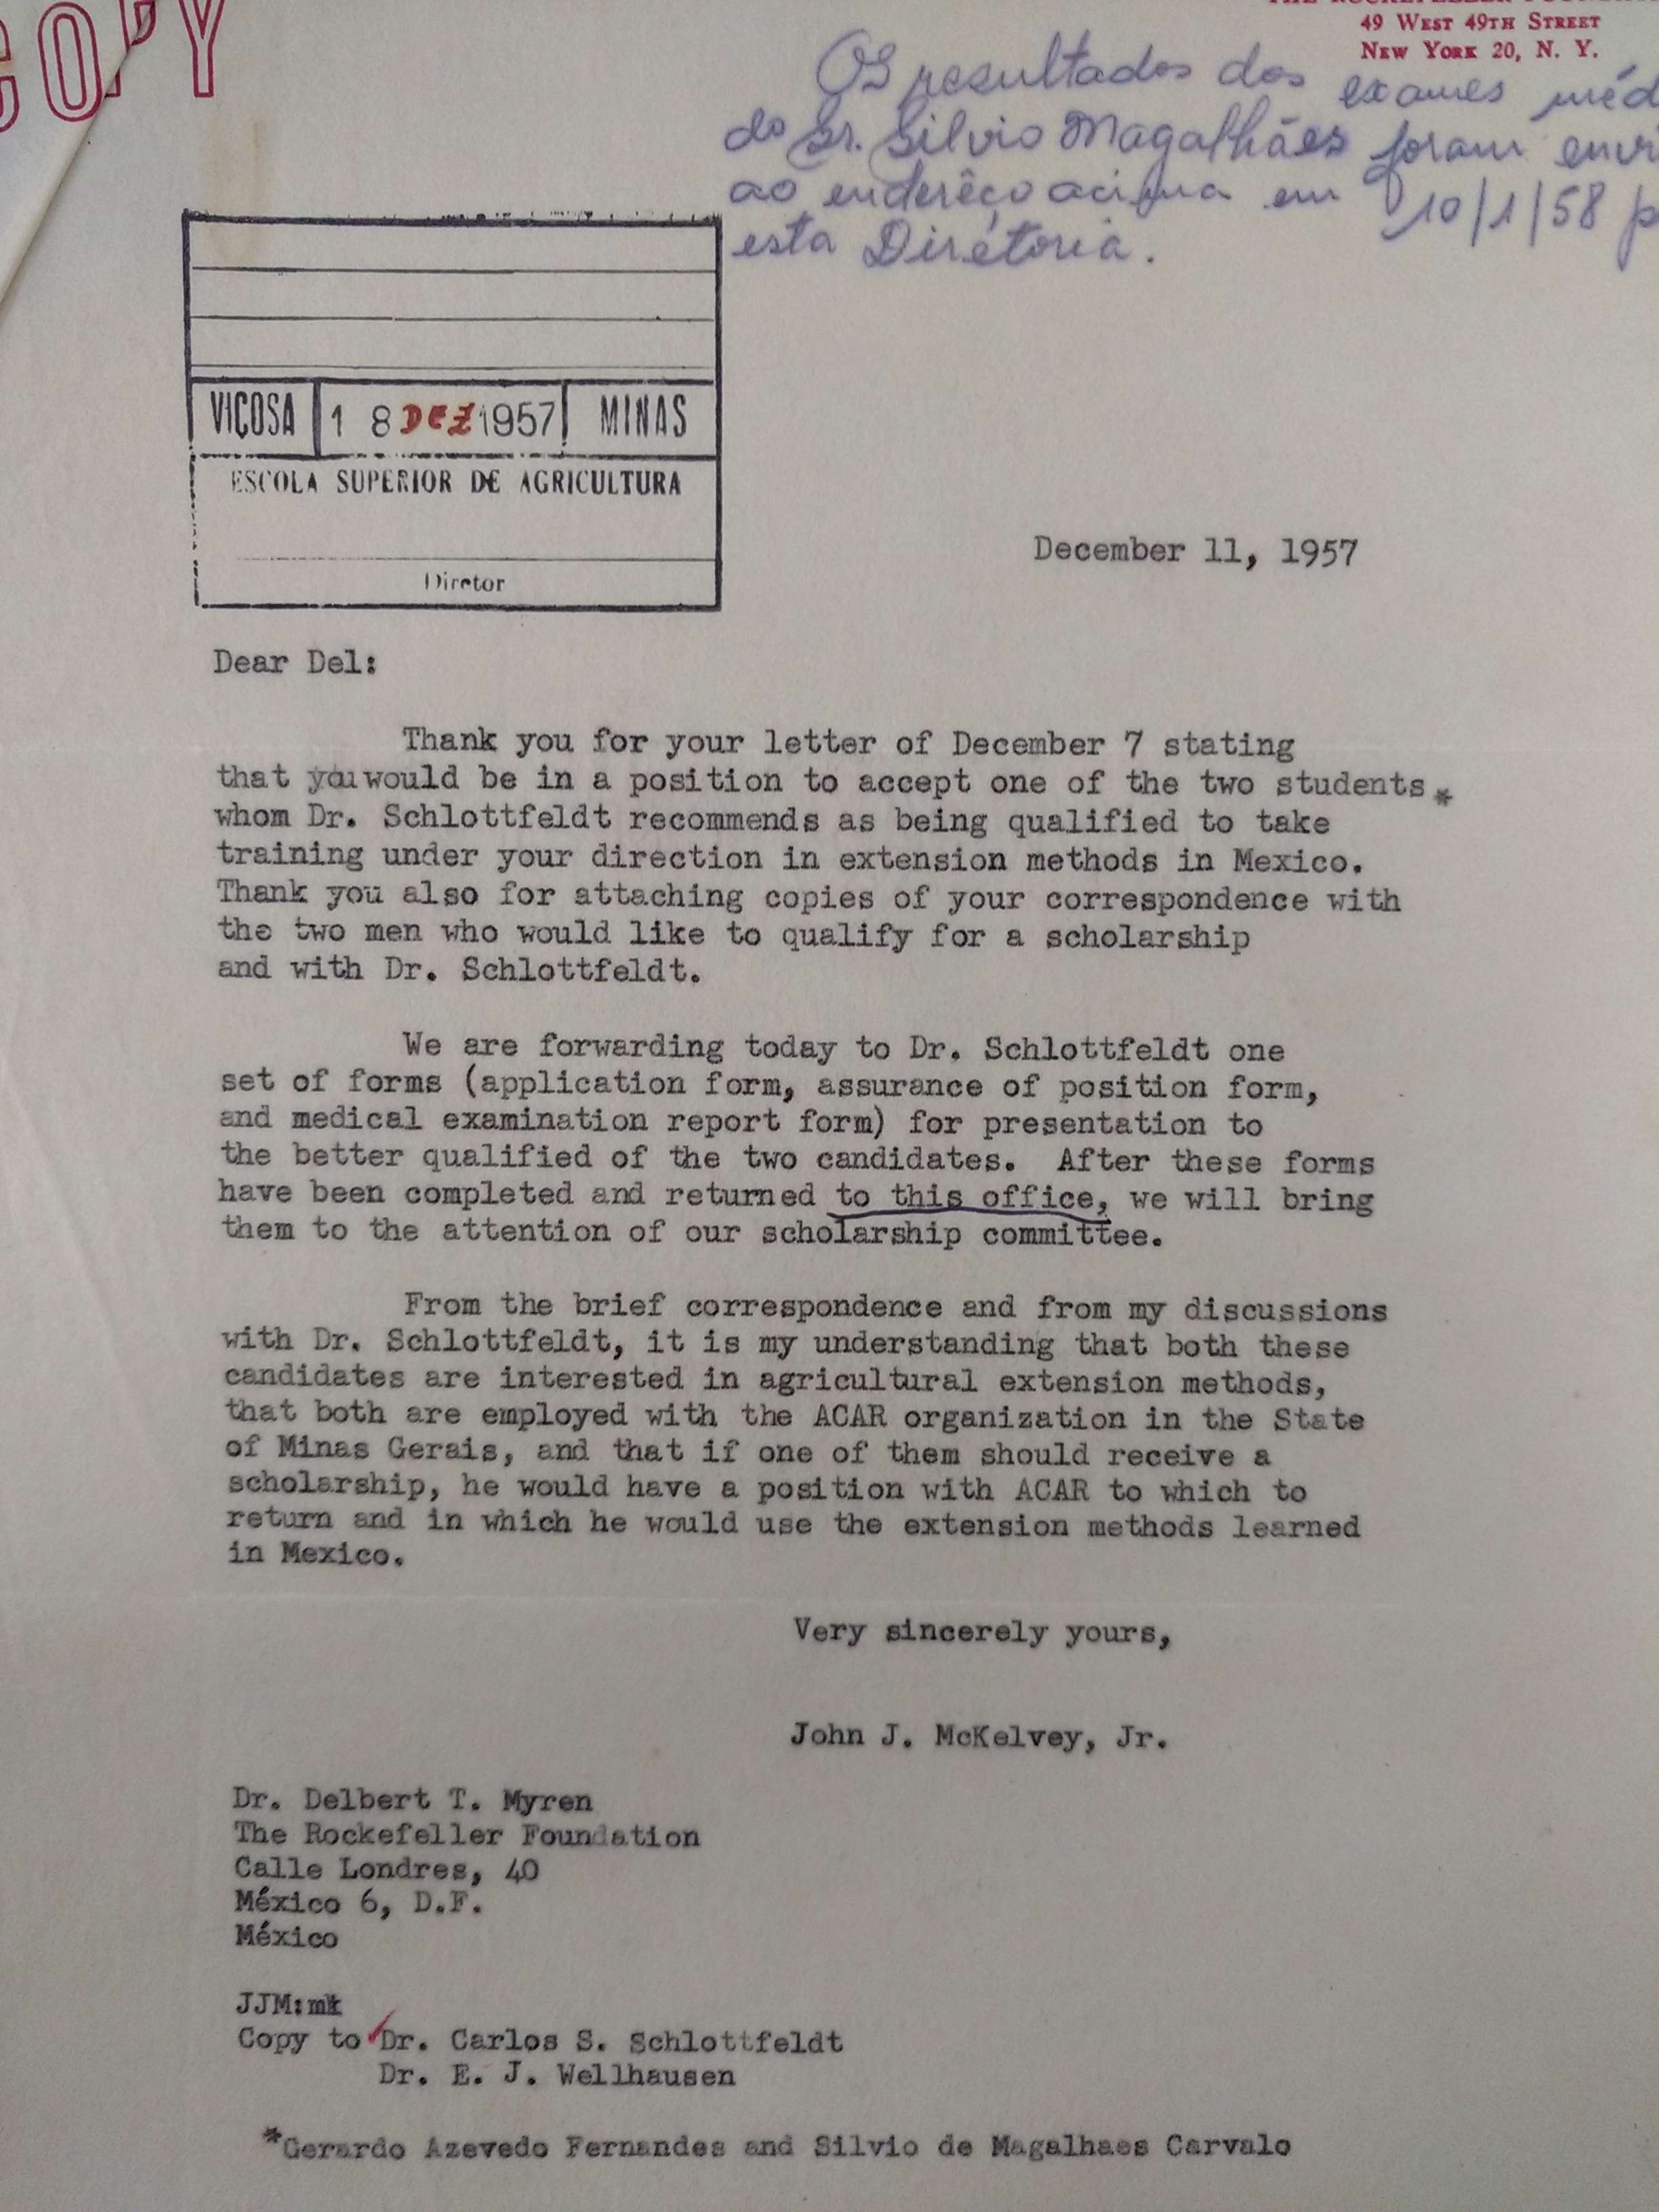 COPY
49 WEST 49TH STREET
NEW YORK 20, N. Y.
Os resultados dos exames
do Sr. Silvio Magalhães foram
ao enderêço acima em 10/1/58
esta Diretoria.
VIÇOSA 18 DEZ 1957 MINAS
ESCOLA SUPERIOR DE AGRICULTURA
Diretor
December 11, 1957
Dear Del:
Thank you for your letter of December 7 stating
that you would be in a position to accept one of the two students*
whom Dr. Schlottfeldt recommends as being qualified to take
training under your direction in extension methods in Mexico.
Thank you also for attaching copies of your correspondence with
the two men who would like to qualify for a scholarship
and with Dr. Schlottfeldt.
We are forwarding today to Dr. Schlottfeldt one
set of forms (application form, assurance of position form,
and medical examination report form) for presentation to
the better qualified of the two candidates. After these forms
have been completed and returned to this office, we will bring
them to the attention of our scholarship committee.
From the brief correspondence and from my discussions
with Dr. Schlottfeldt, it is my understanding that both these
candidates are interested in agricultural extension methods,
that both are employed with the ACAR organization in the State
of Minas Gerais, and that if one of them should receive a
scholarship, he would have a position with ACAR to which to
return and in which he would use the extension methods learned
in Mexico.
Very sincerely yours,
John J. McKelvey, Jr.
Dr. Delbert T. Myren
The Rockefeller Foundation
Calle Londres, 40
México 6, D.F.
México
JJM:mk
Copy to Dr. Carlos S. Schlottfeldt
Dr. E. J. Wellhausen
*Gerardo Azevedo Fernandes and Silvio de Magalhaes Carvalo